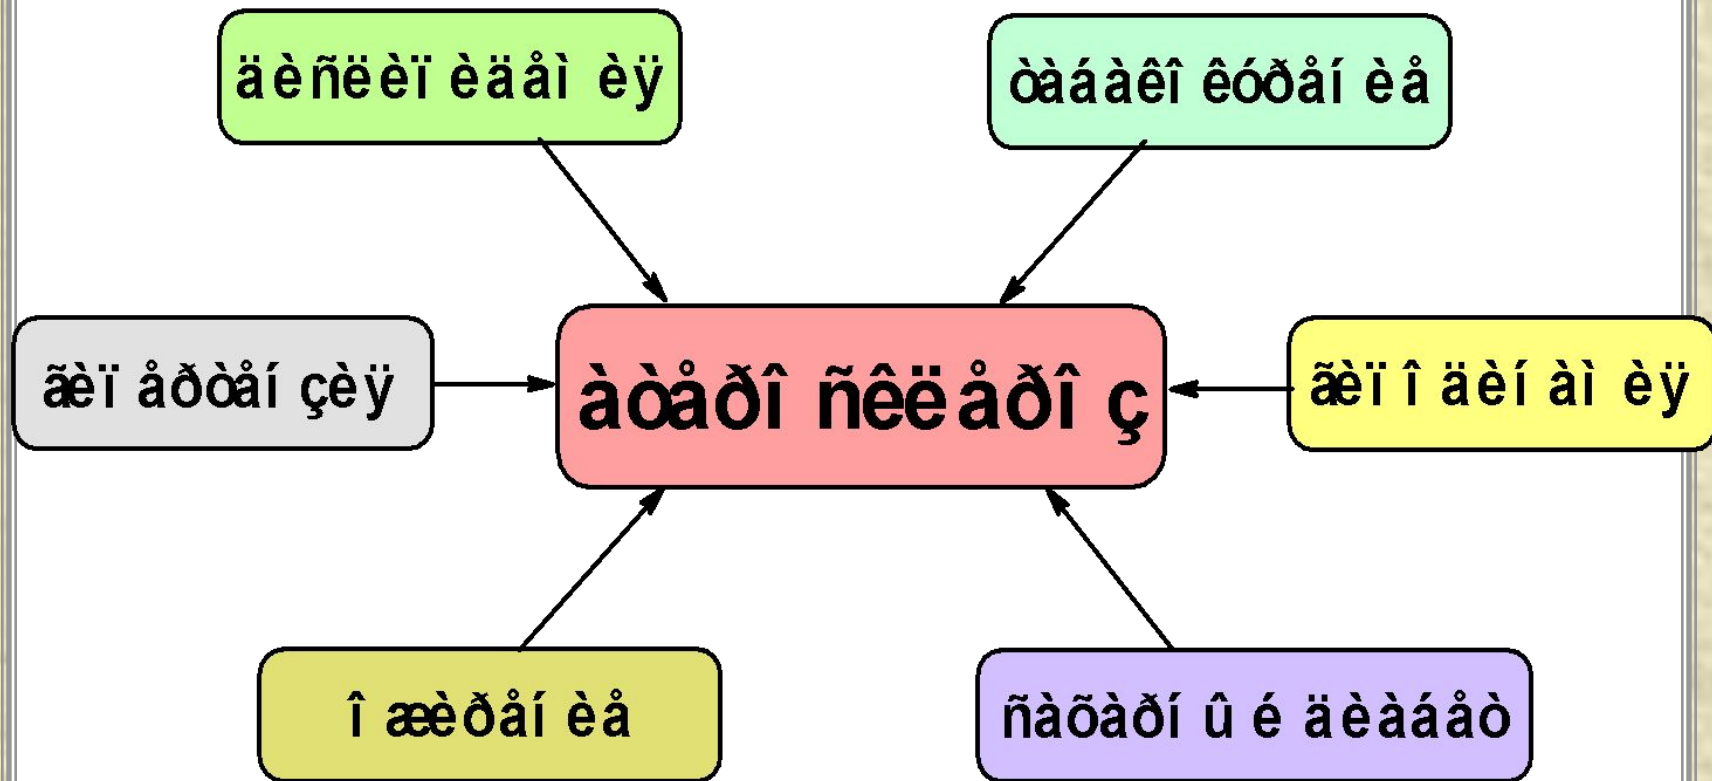 äèñëèï èäåì èÿ
òàáàêî êóðåí èå
ãèï åðòåí çèÿ
àòåðî ñêëåðî ç
ãèï î äèí àì èÿ
î æèðåí èå
ñàõàðí û é äèàáåò